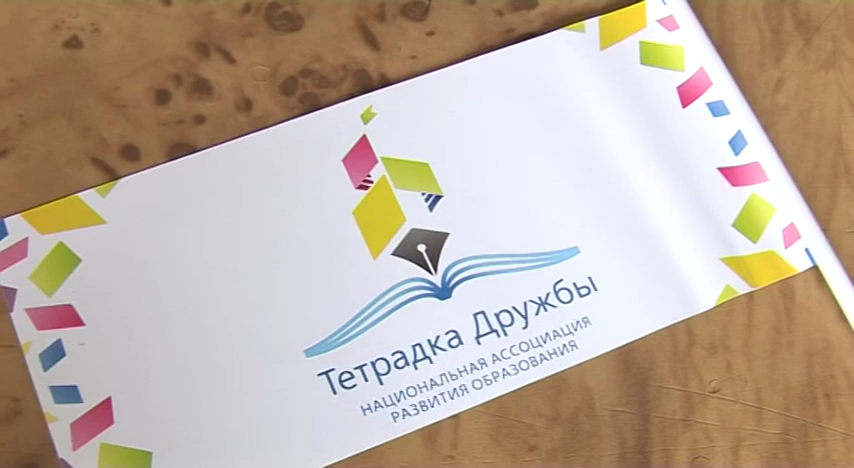 Тетрадка Дружбы
НАЦИОНАЛЬНАЯ АССОЦИАЦИЯ
РАЗВИТИЯ ОБРАЗОВАНИЯ